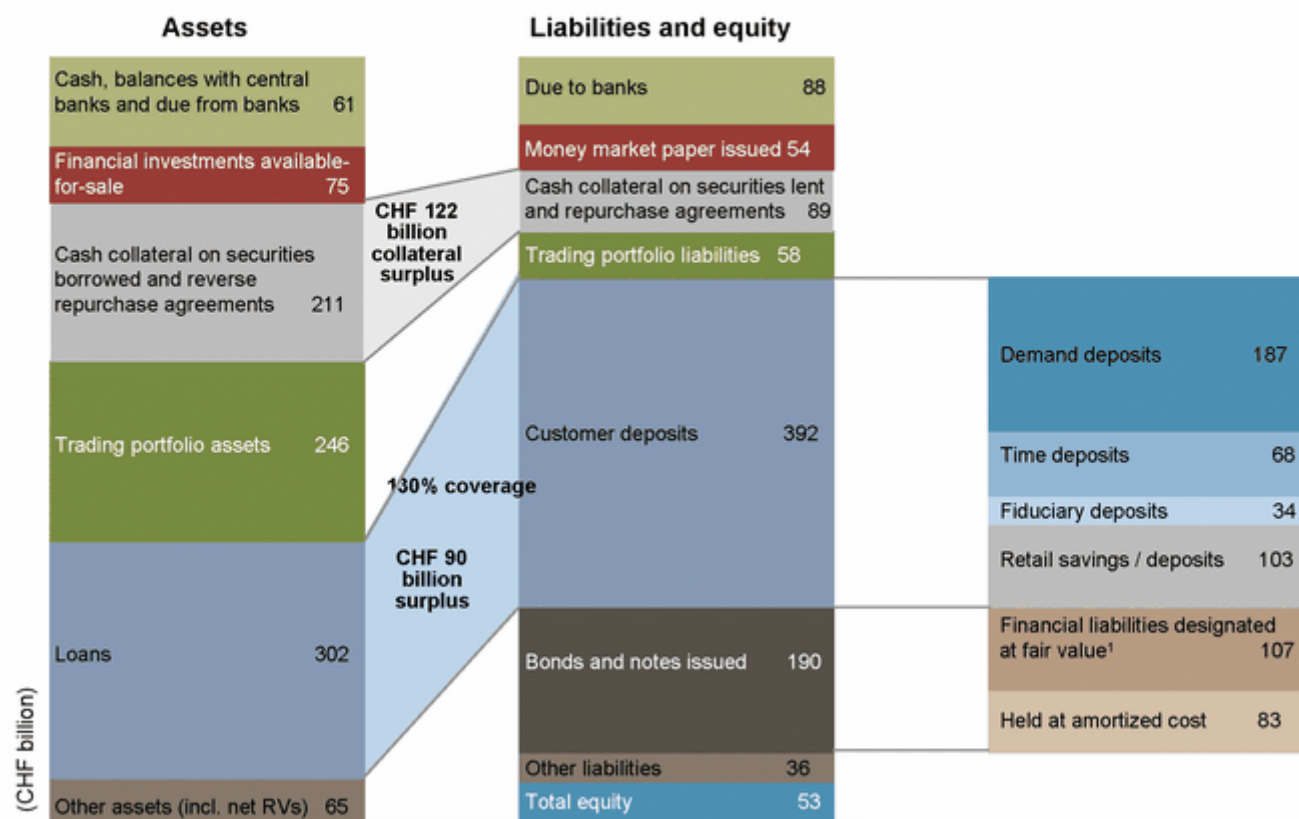 Assets
Cash, balances with central
banks and due from banks 61
Financial investments available-
for-sale 75
Cash collateral on securities
borrowed and reverse
repurchase agreements 211
Trading portfolio assets 246
Loans 302
Other assets (incl. net RVs) 65
(CHF billion)
CHF 122
billion
collateral
surplus
130% coverage
CHF 90
billion
surplus
Liabilities and equity
Due to banks 88
Money market paper issued 54
Cash collateral on securities lent
and repurchase agreements 89
Trading portfolio liabilities 58
Customer deposits 392
Bonds and notes issued 190
Other liabilities 36
Total equity 53
Demand deposits 187
Time deposits 68
Fiduciary deposits 34
Retail savings / deposits 103
Financial liabilities designated
at fair value¹ 107
Held at amortized cost 83